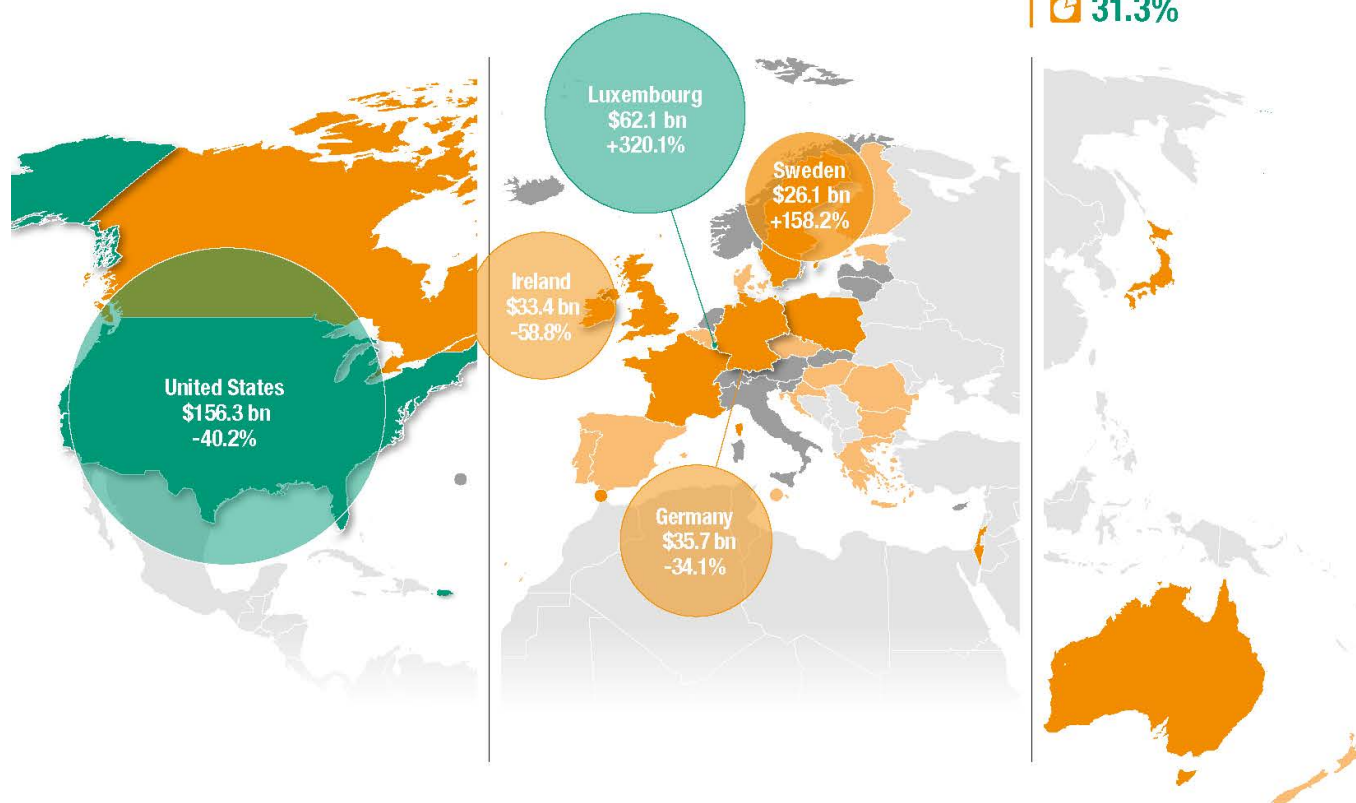 31.3%
Luxembourg
$62.1 bn
+320.1%
Sweden
$26.1 bn
+158.2%
Ireland
$33.4 bn
-58.8%
United States
$156.3 bn
-40.2%
Germany
$35.7 bn
-34.1%